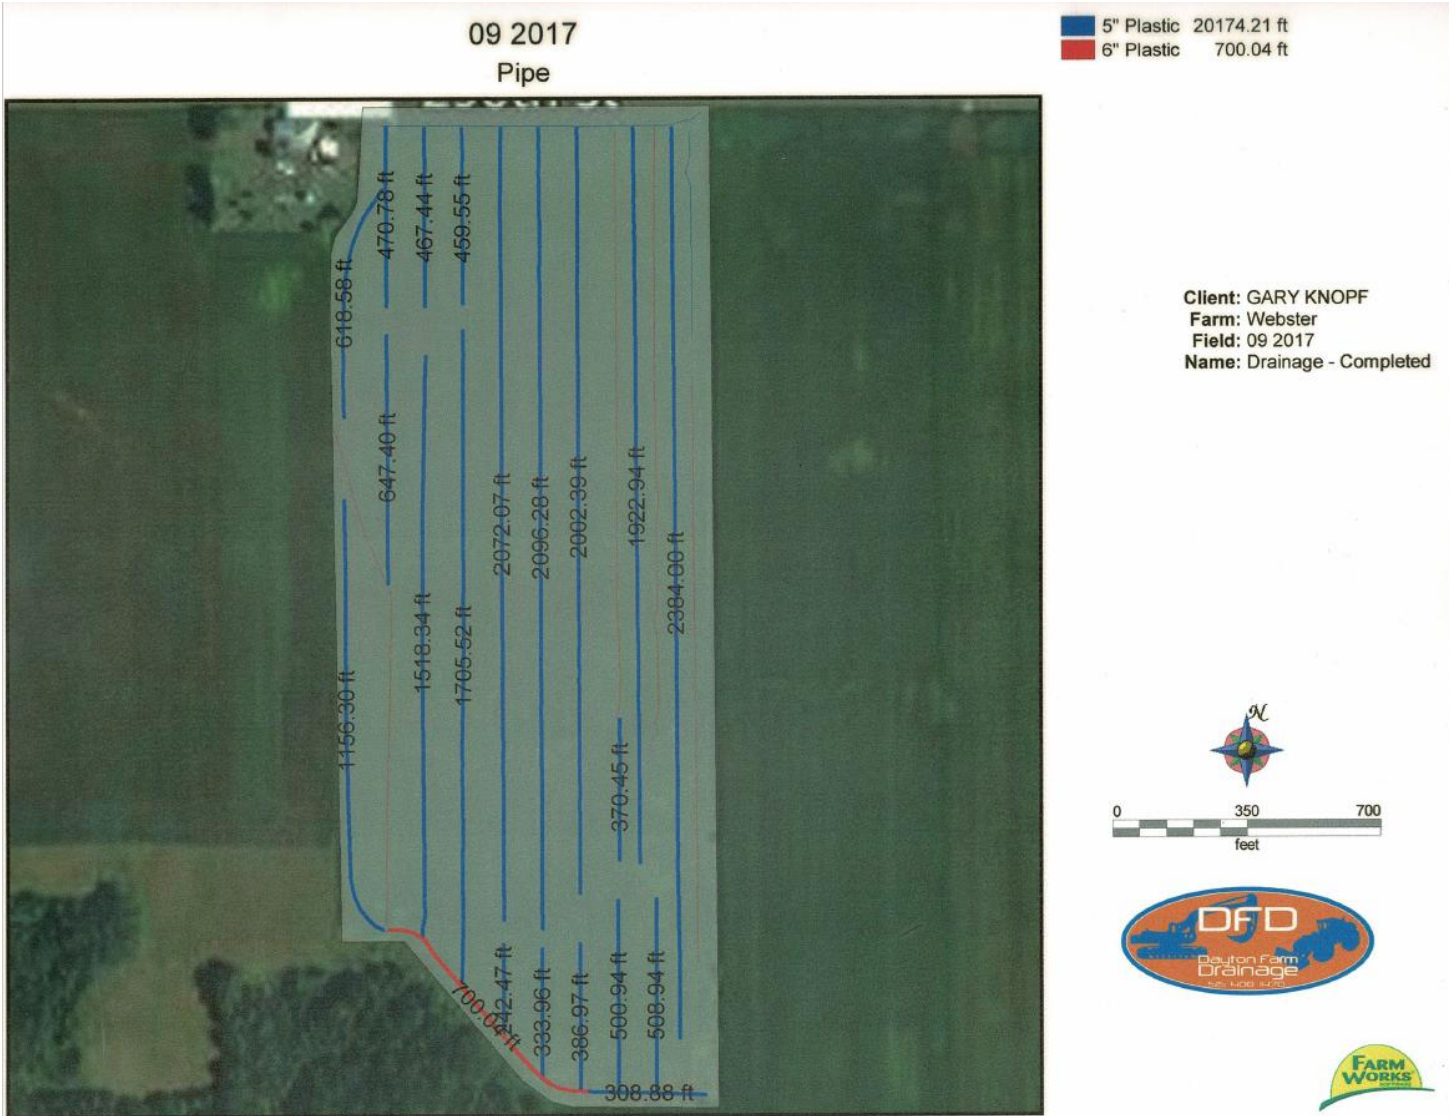 09 2017
Pipe
5" Plastic 20174.21 ft
6" Plastic 700.04 ft
470.78 ft
467.44 ft
459.55 ft
618.58 ft
647.40 ft
2072.07 ft
2096.28 ft
2002.39 ft
1922.94 ft
2384.00 ft
1518.34 ft
1705.52 ft
1156.30 ft
370.45 ft
700.04 ft
242.47 ft
333.96 ft
386.97 ft
500.94 ft
508.94 ft
308.88 ft
Client: GARY KNOPF
Farm: Webster
Field: 09 2017
Name: Drainage - Completed
N
0 350 700
feet
DFD
Dayton Farm
Drainage
FARM
WORKS